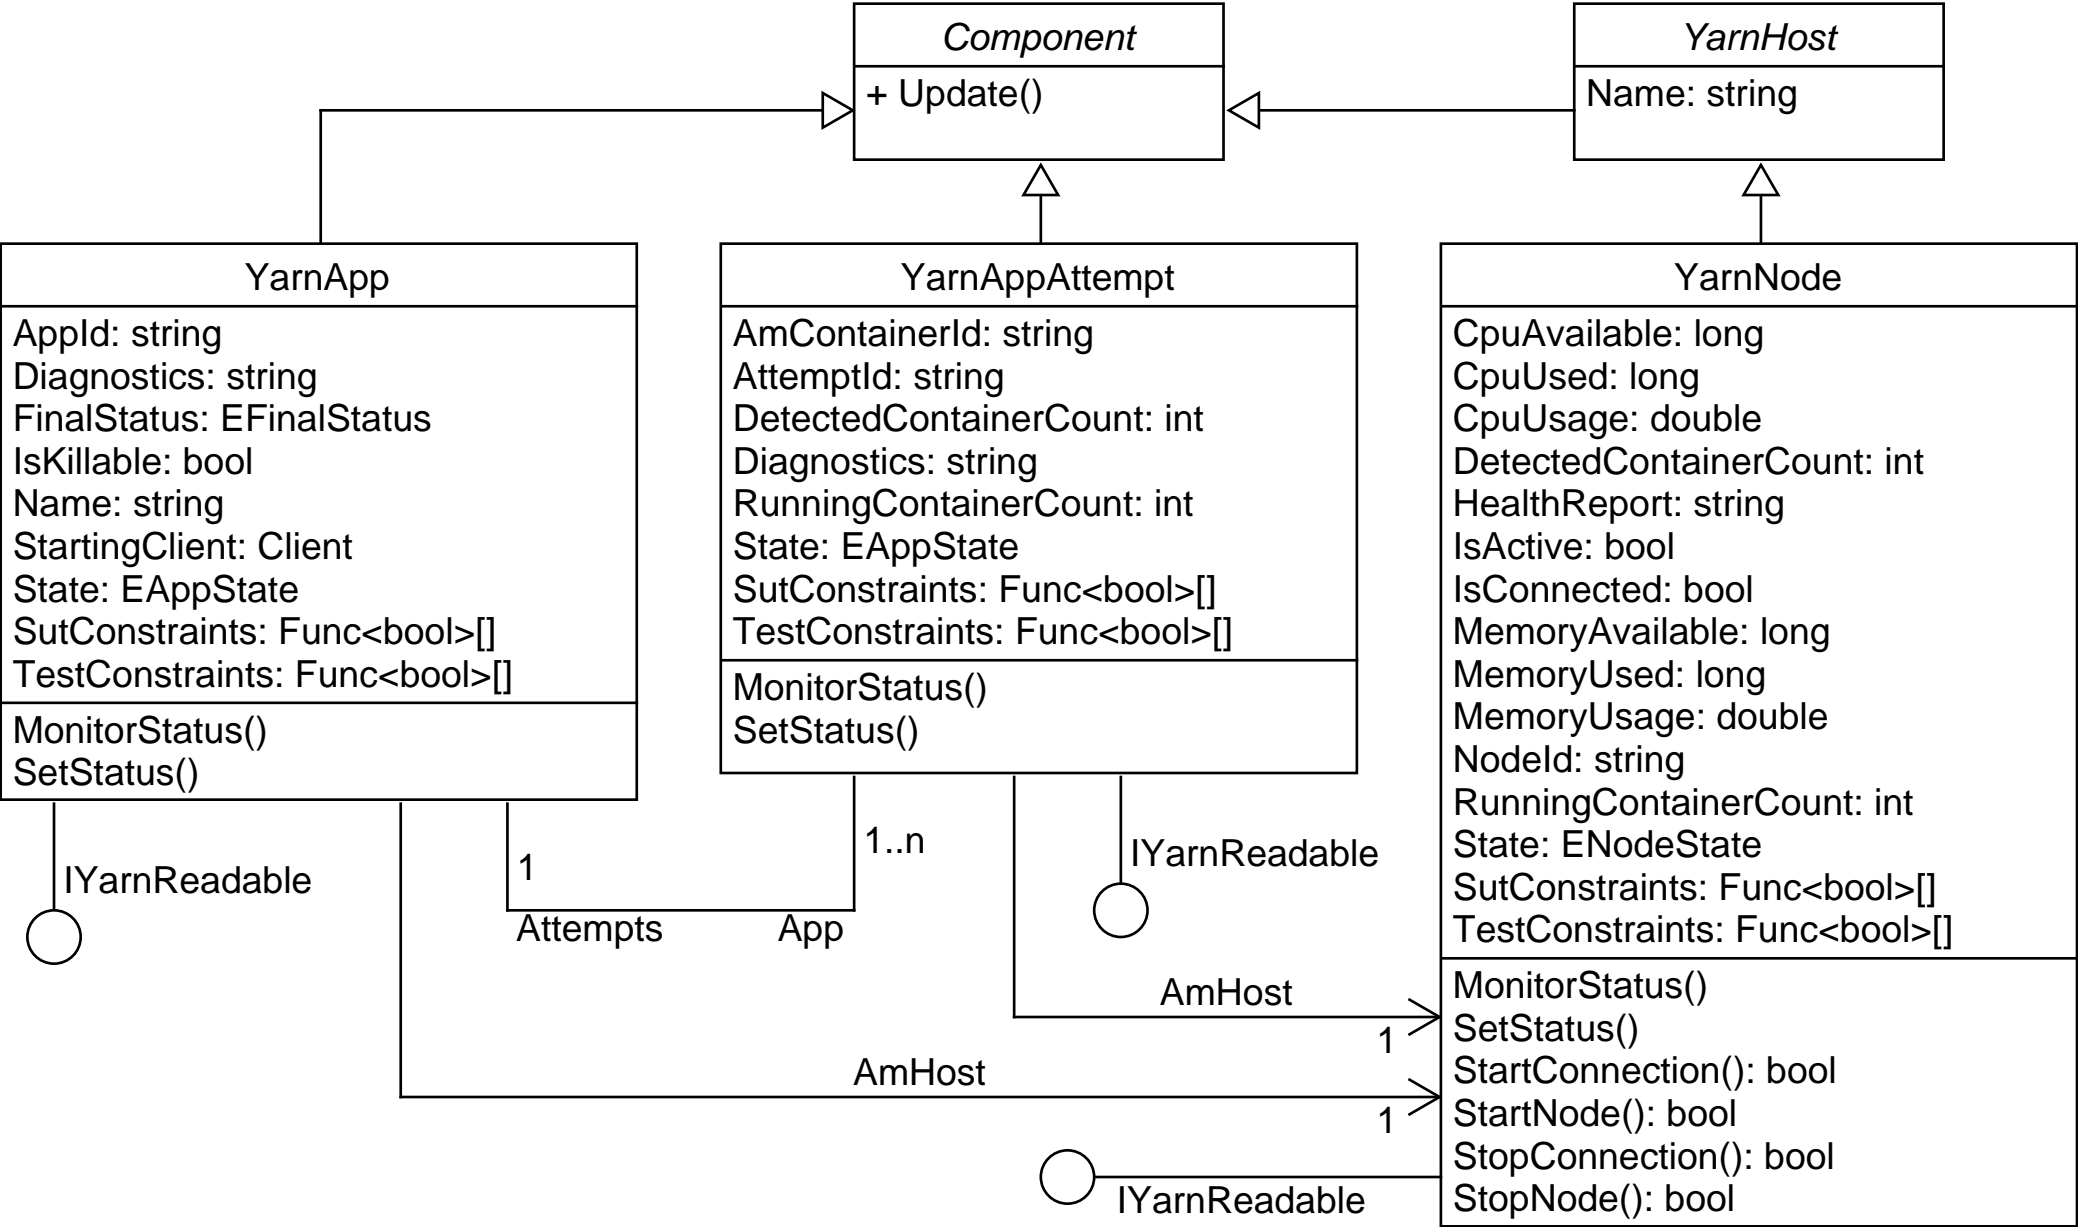 Component
+ Update()
YarnHost
Name: string
YarnApp
AppId: string
Diagnostics: string
FinalStatus: EFinalStatus
IsKillable: bool
Name: string
StartingClient: Client
State: EAppState
SutConstraints: Func<bool>[]
TestConstraints: Func<bool>[]
MonitorStatus()
SetStatus()
YarnAppAttempt
AmContainerId: string
AttemptId: string
DetectedContainerCount: int
Diagnostics: string
RunningContainerCount: int
State: EAppState
SutConstraints: Func<bool>[]
TestConstraints: Func<bool>[]
MonitorStatus()
SetStatus()
YarnNode
CpuAvailable: long
CpuUsed: long
CpuUsage: double
DetectedContainerCount: int
HealthReport: string
IsActive: bool
IsConnected: bool
MemoryAvailable: long
MemoryUsed: long
MemoryUsage: double
NodeId: string
RunningContainerCount: int
State: ENodeState
SutConstraints: Func<bool>[]
TestConstraints: Func<bool>[]
MonitorStatus()
SetStatus()
StartConnection(): bool
StartNode(): bool
StopConnection(): bool
StopNode(): bool
IYarnReadable
1
1..n
Attempts
App
IYarnReadable
AmHost
1
AmHost
1
IYarnReadable